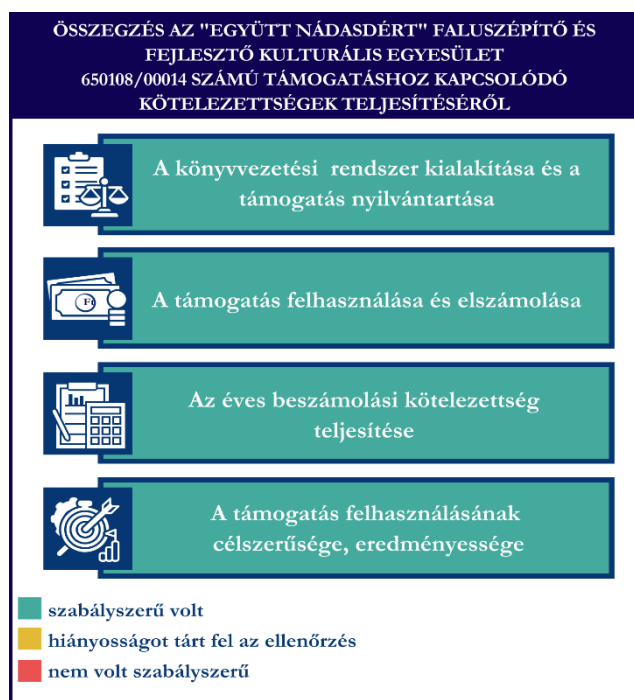 ÖSSZEGZÉS AZ "EGYÜTT NÁDASDÉRT" FALUSZÉPÍTŐ ÉS
FEJLESZTŐ KULTURÁLIS EGYESÜLET
650108/00014 SZÁMÚ TÁMOGATÁSHOZ KAPCSOLÓDÓ
KÖTELEZETTSÉGEK TELJESÍTÉSÉRŐL
A könyvvezetési rendszer kialakítása és a
támogatás nyilvántartása
A támogatás felhasználása és elszámolása
Az éves beszámolási kötelezettség
teljesítése
A támogatás felhasználásának
célszerűsége, eredményessége
szabályszerű volt
hiányosságot tárt fel az ellenőrzés
nem volt szabályszerű